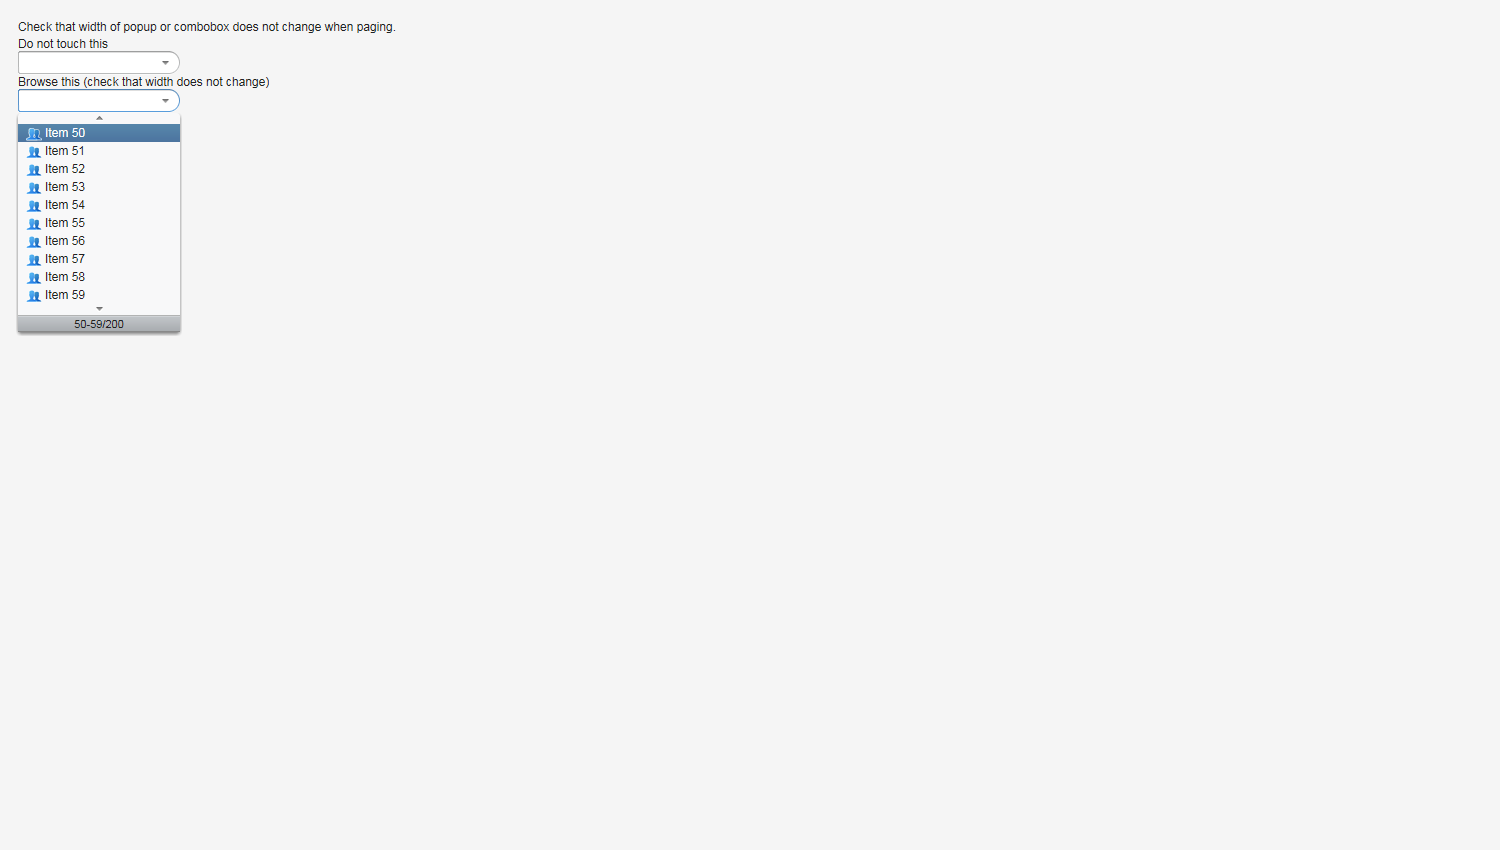 Check that width of popup or combobox does not change when paging.
Do not touch this
Browse this (check that width does not change)
Item 50
Item 51
Item 52
Item 53
Item 54
Item 55
Item 56
Item 57
Item 58
Item 59
50-59/200